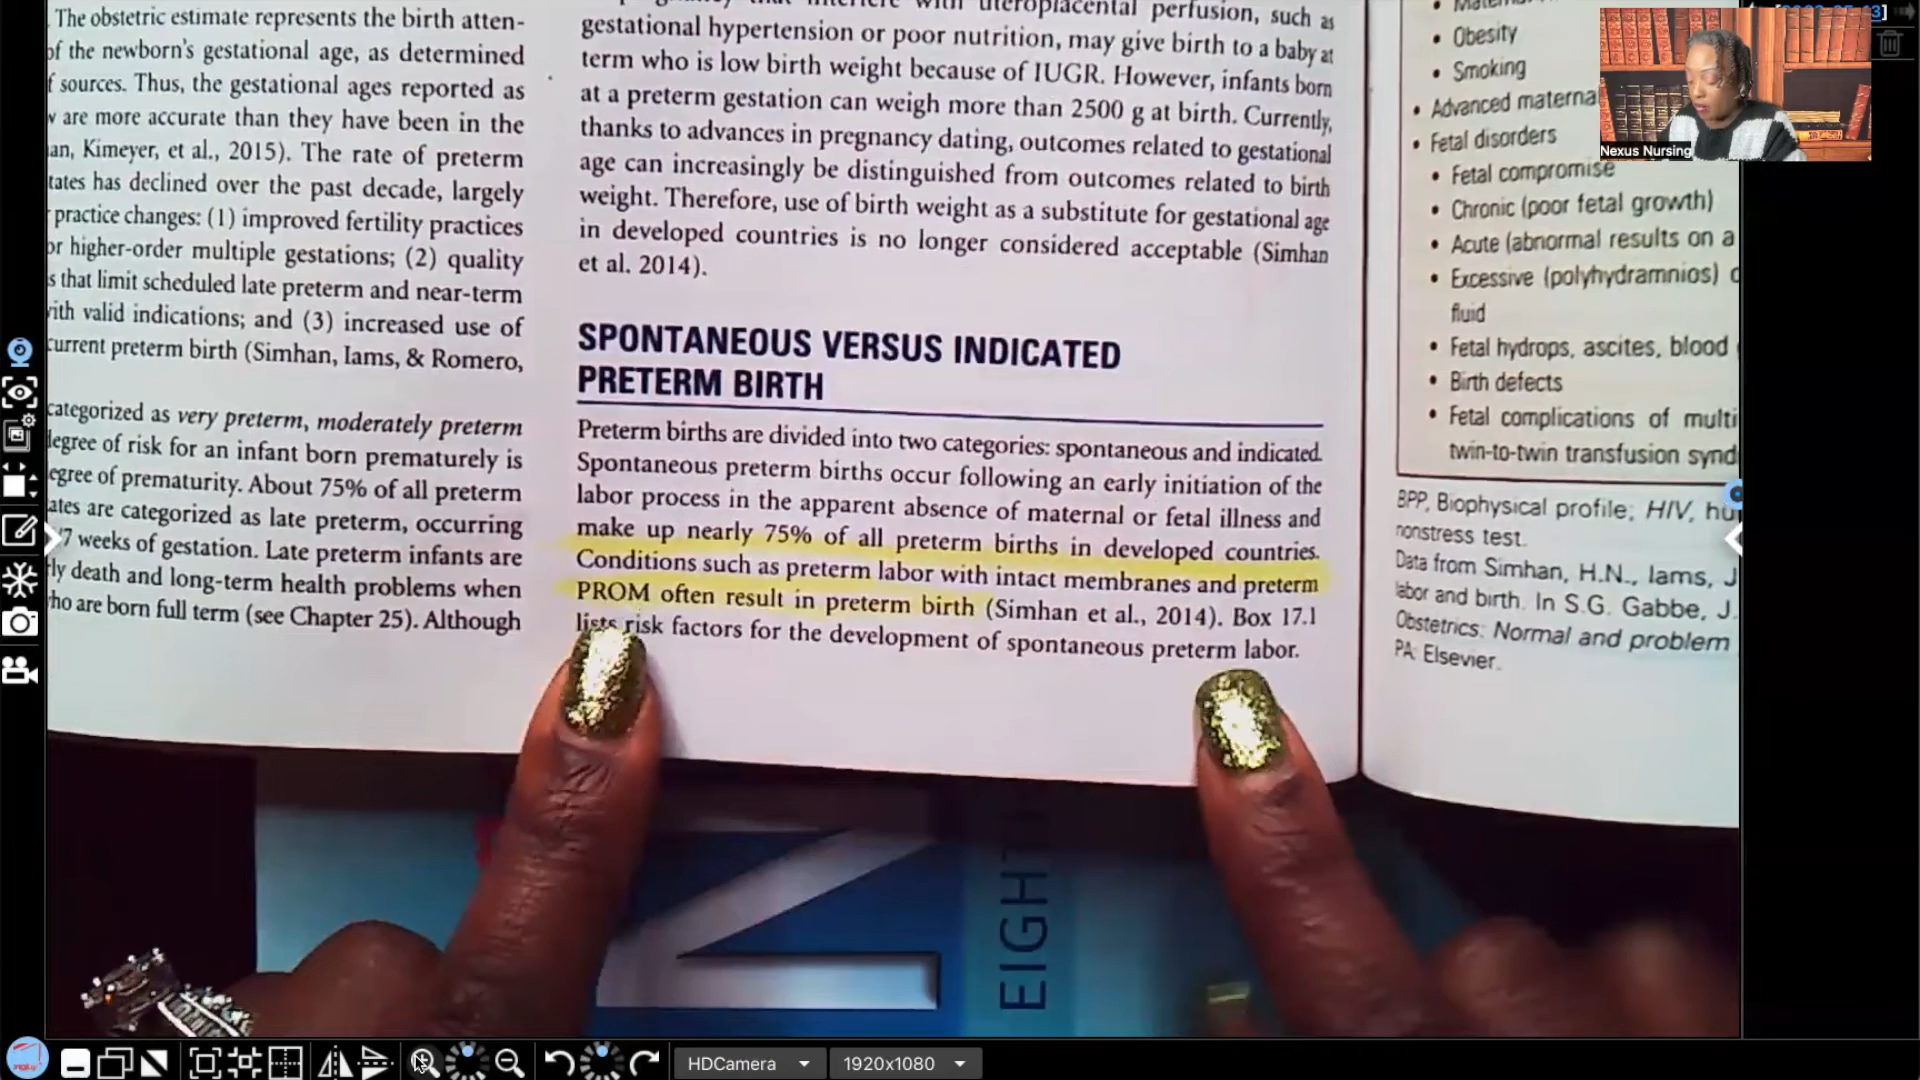 The obstetric estimate represents the birth atten-
of the newborn's gestational age, as determined
sources. Thus, the gestational ages reported as
are more accurate than they have been in the
Kimeyer, et al., 2015). The rate of preterm
has declined over the past decade, largely
practice changes: (1) improved fertility practices
or higher-order multiple gestations; (2) quality
that limit scheduled late preterm and near-term
valid indications; and (3) increased use of
preterm birth (Simhan, Iams, & Romero,
categorized as very preterm, moderately preterm
of risk for an infant born prematurely is
of prematurity. About 75% of all preterm
are categorized as late preterm, occurring
weeks of gestation. Late preterm infants are
death and long-term health problems when
who are born full term (see Chapter 25). Although
with uteroplacental perfusion, such as
gestational hypertension or poor nutrition, may give birth to a baby at
term who is low birth weight because of IUGR. However, infants born
at a preterm gestation can weigh more than 2500 g at birth. Currently,
thanks to advances in pregnancy dating, outcomes related to gestational
age can increasingly be distinguished from outcomes related to birth
weight. Therefore, use of birth weight as a substitute for gestational age
in developed countries is no longer considered acceptable (Simhan
et al. 2014).
SPONTANEOUS VERSUS INDICATED
PRETERM BIRTH
Preterm births are divided into two categories: spontaneous and indicated.
Spontaneous preterm births occur following an early initiation of the
labor process in the apparent absence of maternal or fetal illness and
make up nearly 75% of all preterm births in developed countries.
Conditions such as preterm labor with intact membranes and preterm
PROM often result in preterm birth (Simhan et al., 2014). Box 17.1
lists risk factors for the development of spontaneous preterm labor.
• Obesity
• Smoking
• Advanced
• Fetal disorders
• Fetal compromise
• Chronic (poor fetal growth)
• Acute (abnormal results on a
• Excessive (polyhydramnios)
fluid
• Fetal hydrops, ascites, blood
• Birth defects
• Fetal complications of
twin-to-twin transfusion
BPP, Biophysical profile; HIV,
nonstress test.
Data from Simhan, H.N., Iams, J
labor and birth. In S.G. Gabbe, J.
Obstetrics: Normal and problem
PA: Elsevier.
Nexus Nursing
EIGHT
HDCamera
1920x1080